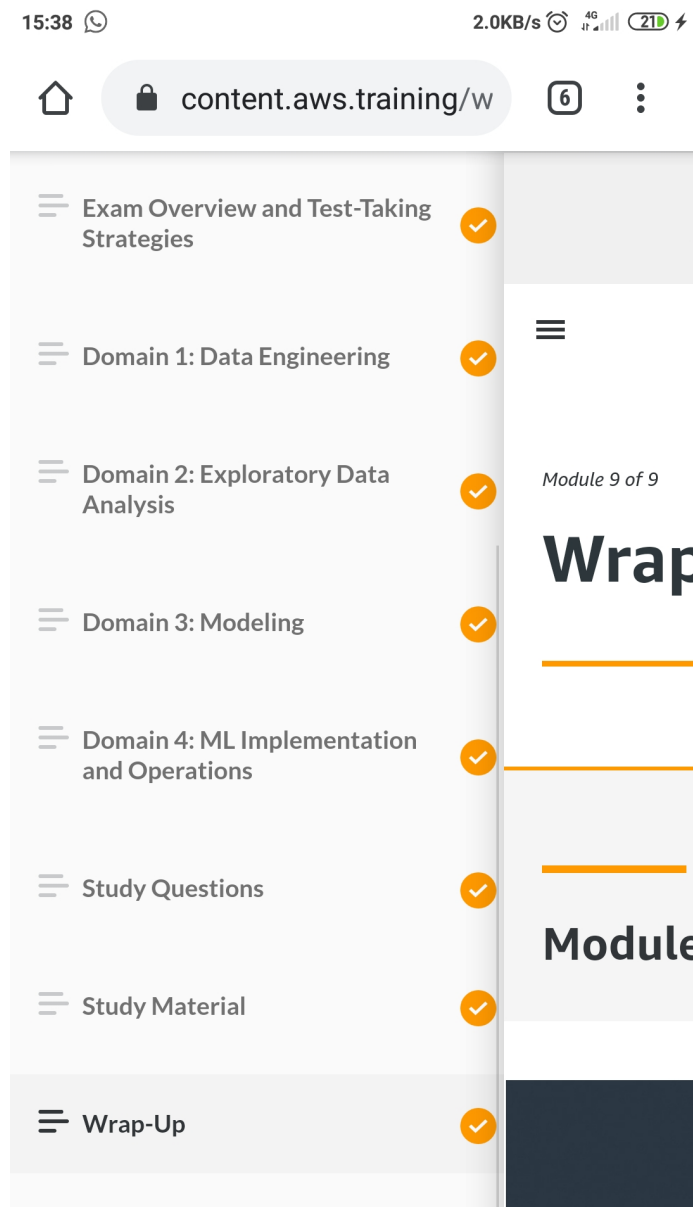 15:38
2.0KB/s
4G
21
content.aws.training/w
6
Exam Overview and Test-Taking
Strategies
Domain 1: Data Engineering
Domain 2: Exploratory Data
Analysis
Domain 3: Modeling
Domain 4: ML Implementation
and Operations
Study Questions
Study Material
Wrap-Up
Module 9 of 9
Wrap
Module